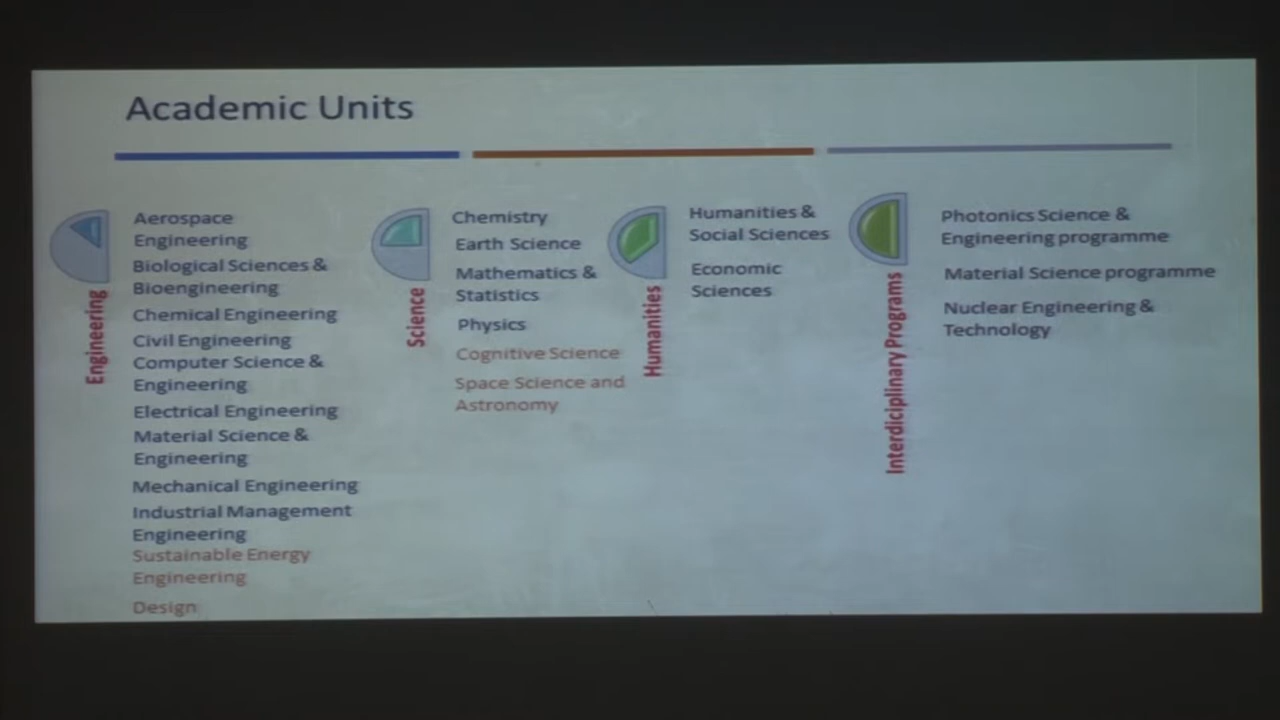 Academic Units
Engineering
Aerospace
Engineering
Biological Sciences &
Bioengineering
Chemical Engineering
Civil Engineering
Computer Science &
Engineering
Electrical Engineering
Material Science &
Engineering
Mechanical Engineering
Industrial Management
Engineering
Sustainable Energy
Engineering
Design
Science
Chemistry
Earth Science
Mathematics &
Statistics
Physics
Cognitive Science
Space Science and
Astronomy
Humanities
Humanities &
Social Sciences
Economic
Sciences
Interdiciplinary Programs
Photonics Science &
Engineering programme
Material Science programme
Nuclear Engineering &
Technology